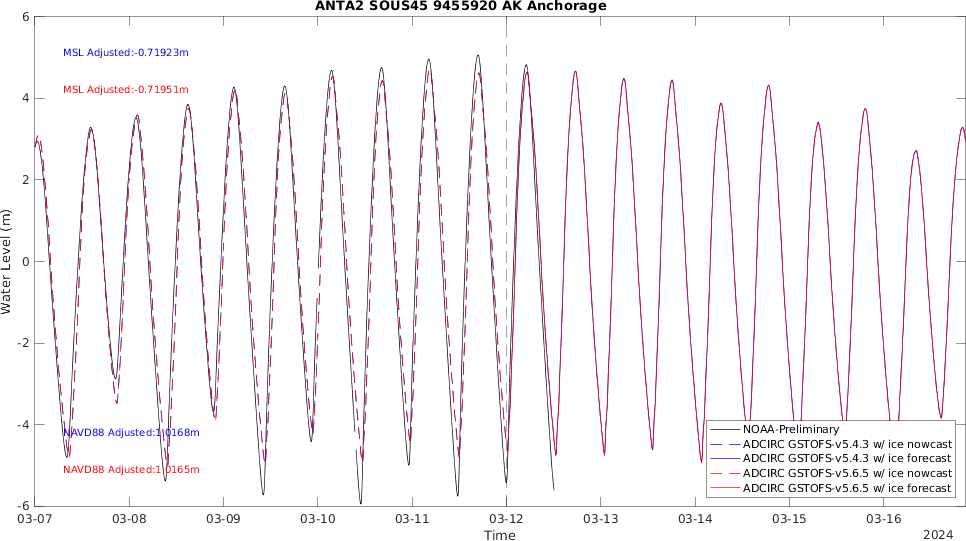 ANTA2 SOUS45 9455920 AK Anchorage
6
MSL Adjusted:-0.71923m
MSL Adjusted:-0.71951m
4
2
0
Water Level (m)
-2
-4
NAVD88 Adjusted:1.0168m
NAVD88 Adjusted:1.0165m
-6
NOAA-Preliminary
ADCIRC GSTOFS-v5.4.3 w/ ice nowcast
ADCIRC GSTOFS-v5.4.3 w/ ice forecast
ADCIRC GSTOFS-v5.6.5 w/ ice nowcast
ADCIRC GSTOFS-v5.6.5 w/ ice forecast
03-07 03-08 03-09 03-10 03-11 03-12 03-13 03-14 03-15 03-16
Time
2024